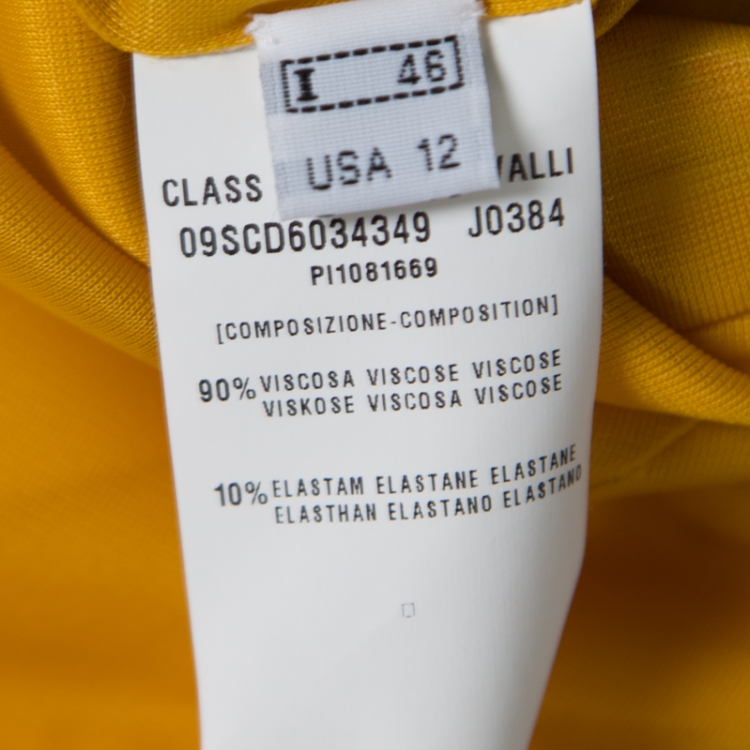 I 46
USA 12
CLASS VALLI
09SCD6034349 J0384
PI1081669
[COMPOSIZIONE-COMPOSITION]
90% VISCOSA VISCOSE VISCOSE
VISKOSE VISCOSA VISCOSE
10% ELASTAM ELASTANE ELASTANE
ELASTHAN ELASTANO ELASTANO